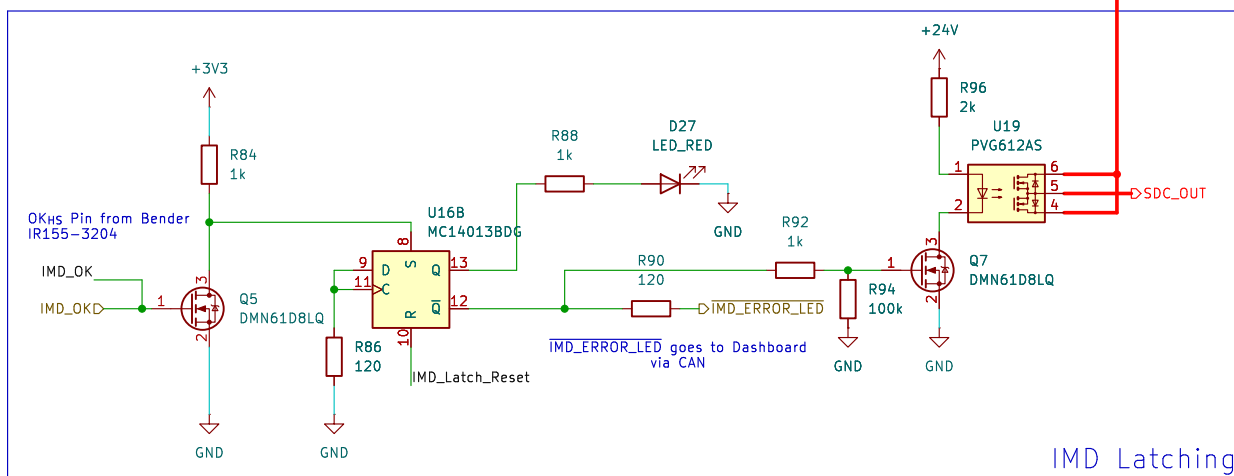 +24V
R96
2k
+3V3
U19
PVG612AS
D27
LED_RED
R88
1k
R84
1k
1
2
6
5
4
SDC_OUT
OKHS Pin from Bender
IR155-3204
U16B
MC14013BDG
GND
R92
1k
IMD_OK
IMD_OK
1
3
2
Q5
DMN61D8LQ
8
S
9
D
11
C
13
Q
12
Q̅
R
10
R90
120
I̅M̅D̅_̅E̅R̅R̅O̅R̅_̅L̅E̅D̅
1
3
2
Q7
DMN61D8LQ
R94
100k
R86
120
I̅M̅D̅_̅E̅R̅R̅O̅R̅_̅L̅E̅D̅ goes to Dashboard
via CAN
IMD_Latch_Reset
GND
GND
GND
GND
IMD Latching